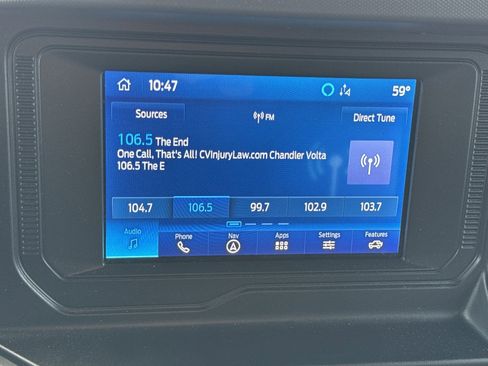 10:47
59°
Sources
FM
Direct Tune
106.5 The End
One Call, That's All! CVInjuryLaw.com Chandler Volta
106.5 The E
104.7 106.5 99.7 102.9 103.7
Audio Phone Nav Apps Settings Features